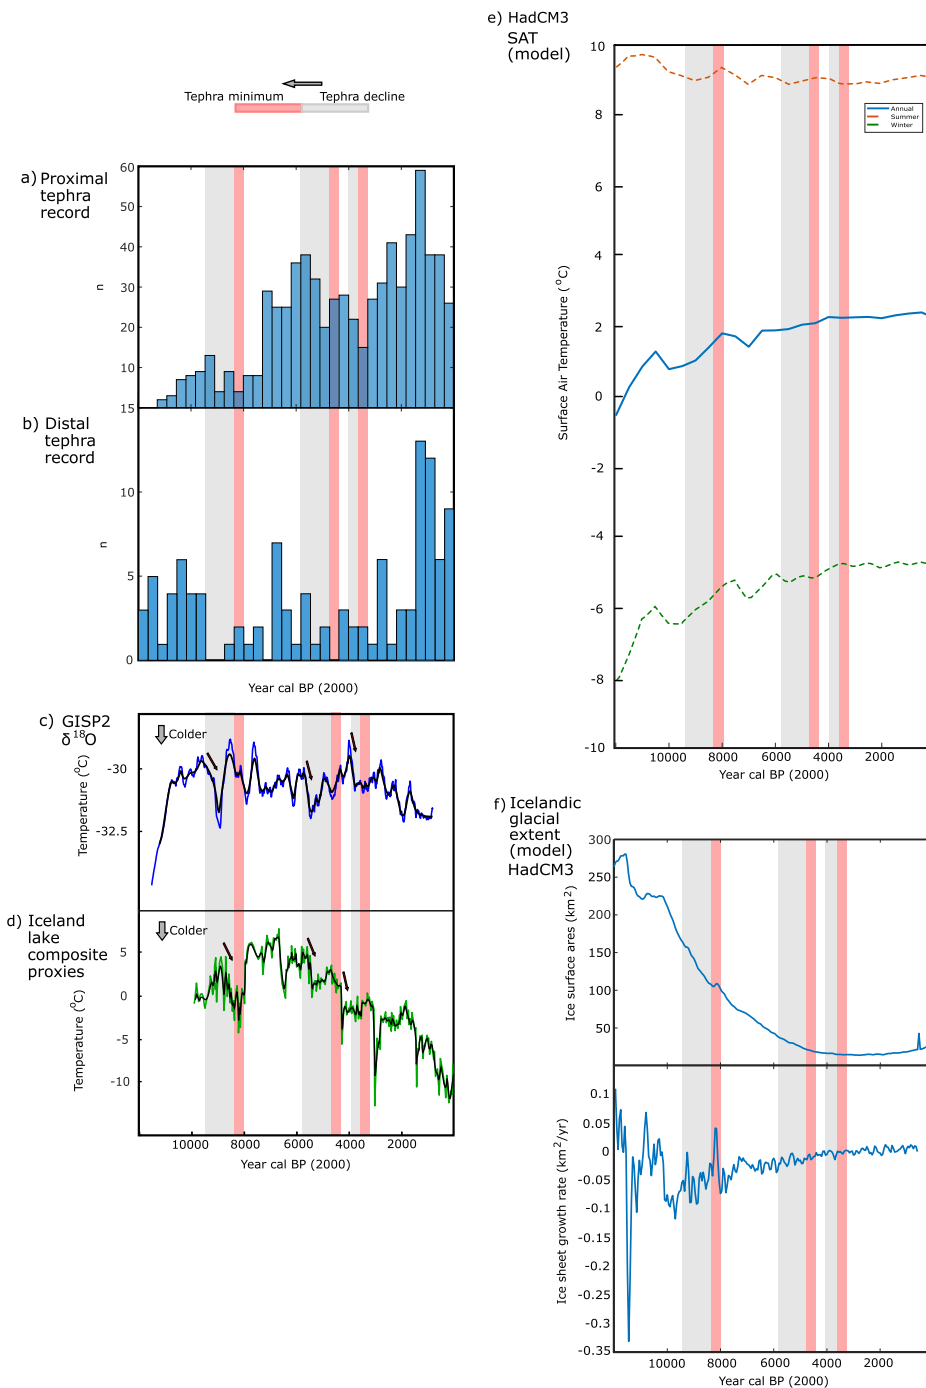 Tephra minimum
Tephra decline
a) Proximal
tephra
record
60
50
40
30
20
10
n
b) Distal
tephra
record
15
10
5
0
n
Year cal BP (2000)
c) GISP2
δ18O
Colder
Temperature (°C)
-30
-32.5
d) Iceland
lake
composite
proxies
Colder
Temperature (°C)
5
0
-5
-10
10000 8000 6000 4000 2000
Year cal BP (2000)
e) HadCM3
SAT
(model)
10
8
6
4
2
0
-2
-4
-6
-8
-10
Surface Air Temperature ( °C)
Annual
Summer
Winter
10000 8000 6000 4000 2000
Year cal BP (2000)
f) Icelandic
glacial
extent
(model)
HadCM3
300
250
200
150
100
50
Ice surface ares (km2)
0.1
0.05
0
-0.05
-0.1
-0.15
-0.2
-0.25
-0.3
-0.35
Ice sheet growth rate (km2/yr)
10000 8000 6000 4000 2000
Year cal BP (2000)